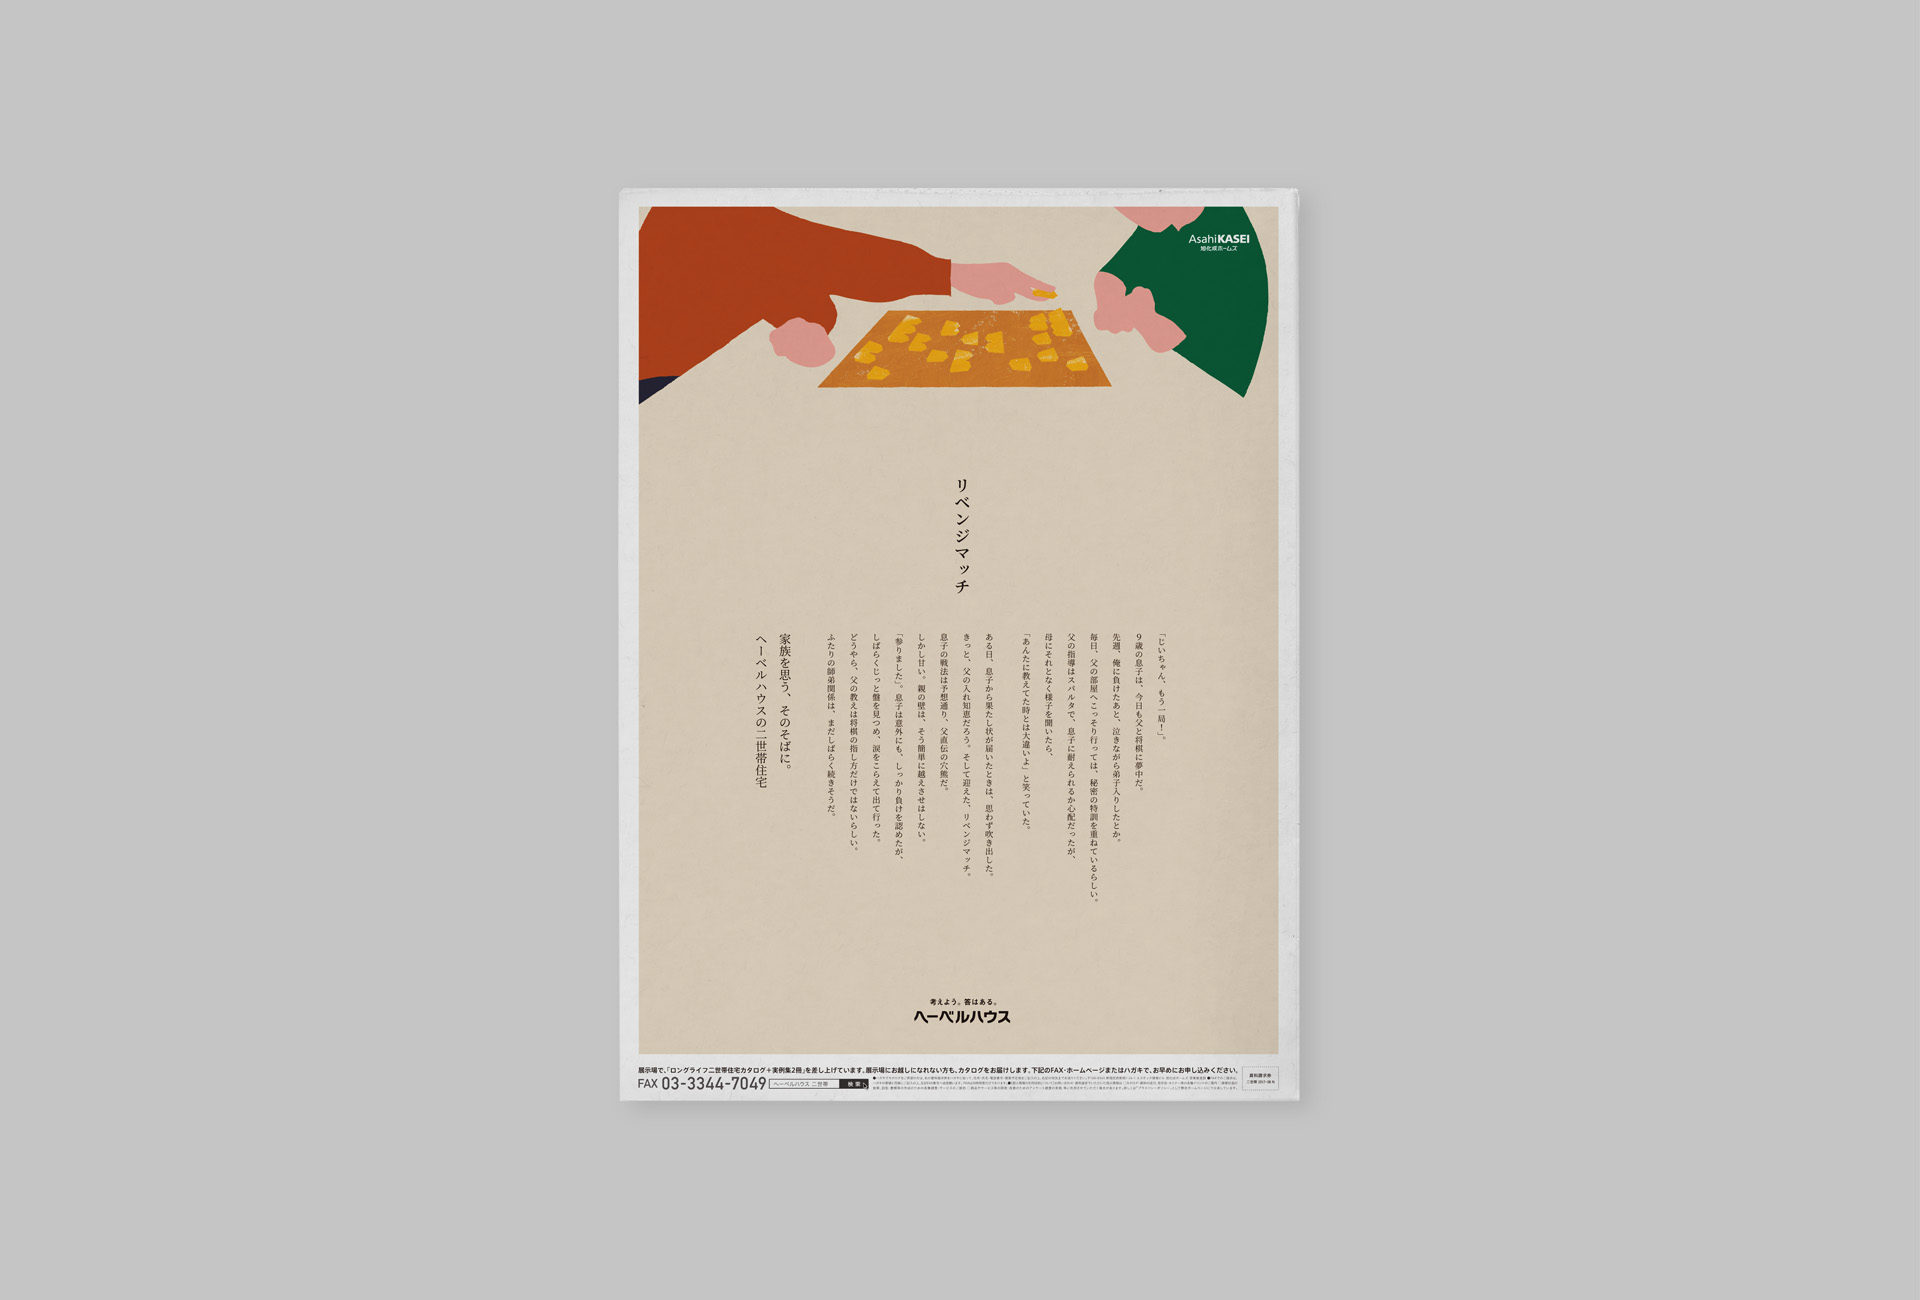 AsahiKASEI
旭化成ホームズ
リベンジマッチ
「じいちゃん、もう一局！」。
9歳の息子は、今日も父と将棋に夢中だ。
先週、俺に負けたあと、泣きながら弟子入りしたとか。
毎日、父の部屋へこっそり行っては、秘密の特訓を重ねているらしい。
父の指導はスパルタで、息子に耐えられるか心配だったが、
母にそれとなく様子を聞いたら、
「あんたに教えてた時とは大違いよ」と笑っていた。
ある日、息子から果たし状が届いたときは、思わず吹き出した。
きっと、父の入れ知恵だろう。そして迎えた、リベンジマッチ。
息子の戦法は予想通り、父直伝の穴熊だ。
しかし甘い。親の壁は、そう簡単に越えさせはしない。
「参りました」。息子は意外にも、しっかり負けを認めたが、
しばらくじっと盤を見つめ、涙をこらえて出て行った。
どうやら、父の教えは将棋の指し方だけではないらしい。
ふたりの師弟関係は、まだしばらく続きそうだ。
家族を思う、そのそばに。
ヘーベルハウスの二世帯住宅
考えよう。答はある。
ヘーベルハウス
展示場で、「ロングライフ二世帯住宅カタログ＋実例集2冊」を差し上げています。展示場にお越しになれない方も、カタログをお届けします。下記のFAX・ホームページまたはハガキで、お早めにお申し込みください。
FAX 03-3344-7049
ヘーベルハウス 二世帯 検索
資料請求券